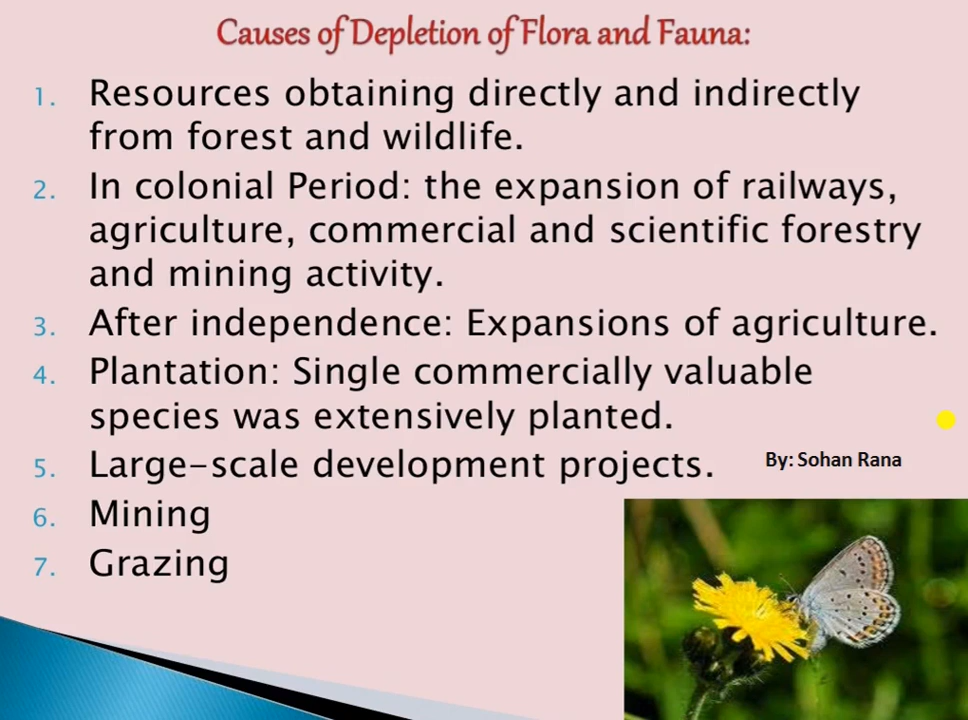 Causes of Depletion of Flora and Fauna:
1. Resources obtaining directly and indirectly
from forest and wildlife.
2. In colonial Period: the expansion of railways,
agriculture, commercial and scientific forestry
and mining activity.
3. After independence: Expansions of agriculture.
4. Plantation: Single commercially valuable
species was extensively planted.
5. Large-scale development projects.
By: Sohan Rana
6. Mining
7. Grazing